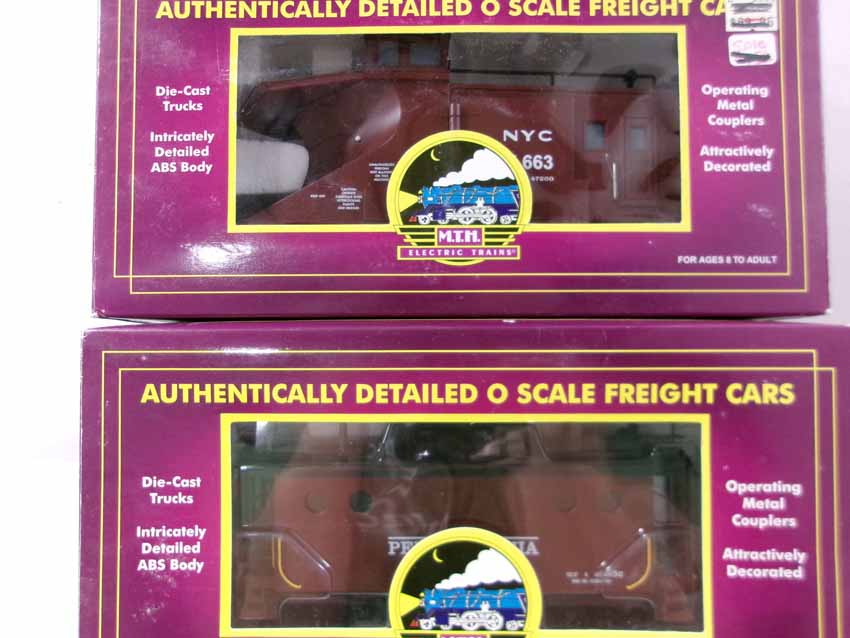 AUTHENTICALLY DETAILED O SCALE FREIGHT CA
Die-Cast
Trucks
Intricately
Detailed
ABS Body
NYC
663
Operating
Metal
Couplers
Attractively
Decorated
M.T.H.
ELECTRIC TRAINS
FOR AGES 8 TO ADULT
AUTHENTICALLY DETAILED O SCALE FREIGHT CARS
Die-Cast
Trucks
Intricately
Detailed
ABS Body
Operating
Metal
Couplers
Attractively
Decorated